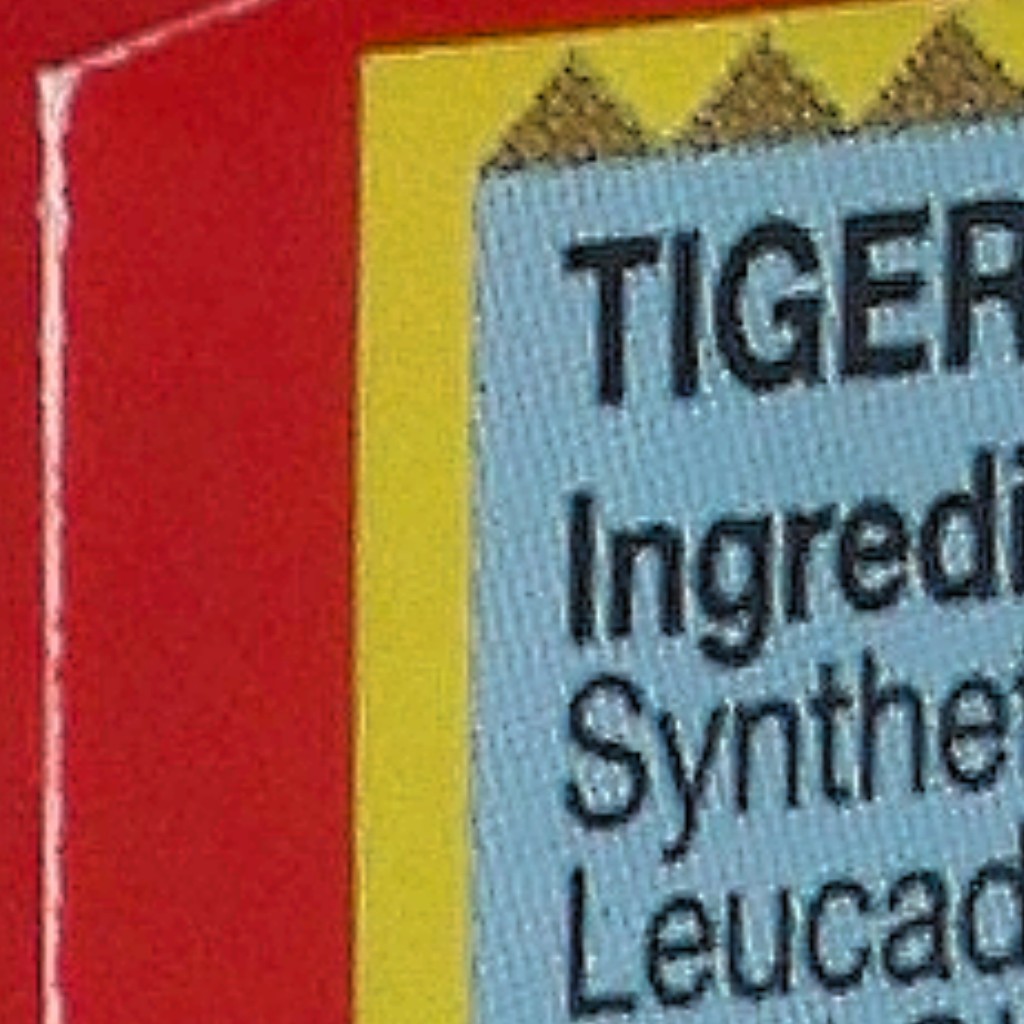 TIGER
Ingredi
Synthe
Leucad